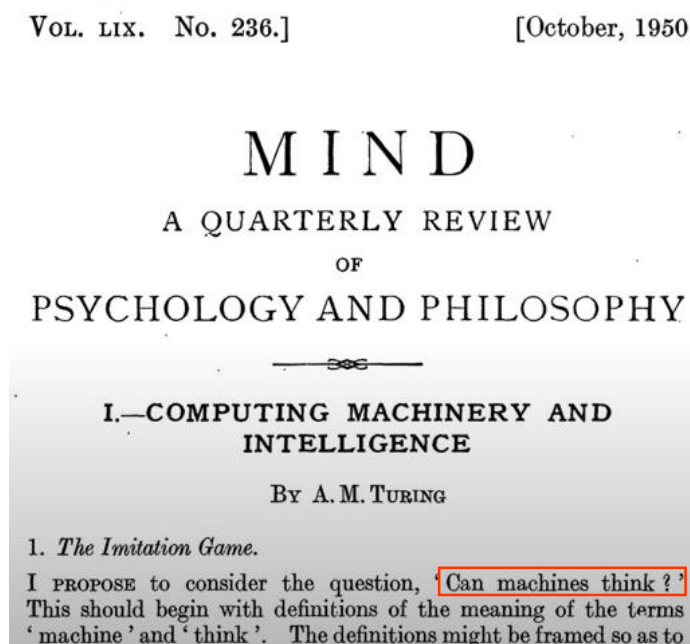 VOL. LIX. No. 236.] [October, 1950
MIND
A QUARTERLY REVIEW
OF
PSYCHOLOGY AND PHILOSOPHY
I.—COMPUTING MACHINERY AND
INTELLIGENCE
BY A. M. TURING
1. The Imitation Game.
I PROPOSE to consider the question, ‘Can machines think ?’
This should begin with definitions of the meaning of the terms
‘machine’ and ‘think’. The definitions might be framed so as to